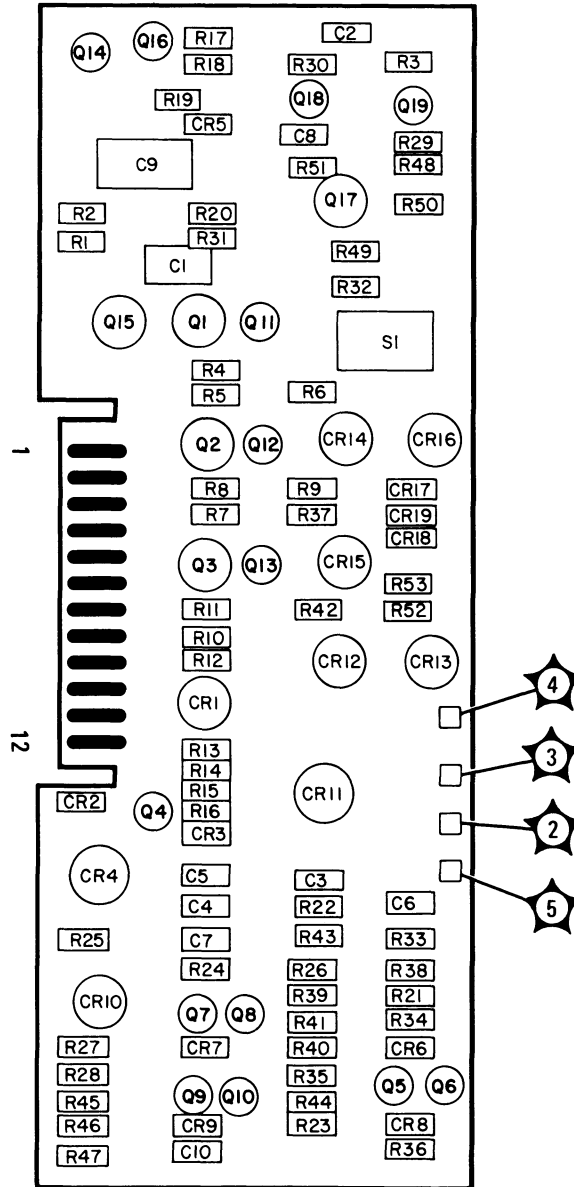 Q14 Q16 R17 C2
R18 R30 R3
R19 Q18 Q19
CR5 C8 R29
C9 R51 R48
Q17
R2 R20 R50
R1 R31
C1 R49
R32
Q15 Q1 Q11 S1
R4
R5 R6
1 Q2 Q12 CR14 CR16
R8 R9 CR17
R7 R37 CR19
CR18
Q3 Q13 CR15
R53
R11 R42 R52
R10
R12 CR12 CR13
4
CR1
12
R13 3
R14
R15 CR11
CR2 Q4 R16
CR3 2
CR4 C5 C3 5
C4 R22 C6
R25 C7 R43 R33
R24 R26 R38
CR10 R39 R21
Q7 Q8 R41 R34
R27 CR7 R40 CR6
R28 R35 Q5 Q6
R45 Q9 Q10 R44
R46 CR9 R23 CR8
R47 C10 R36